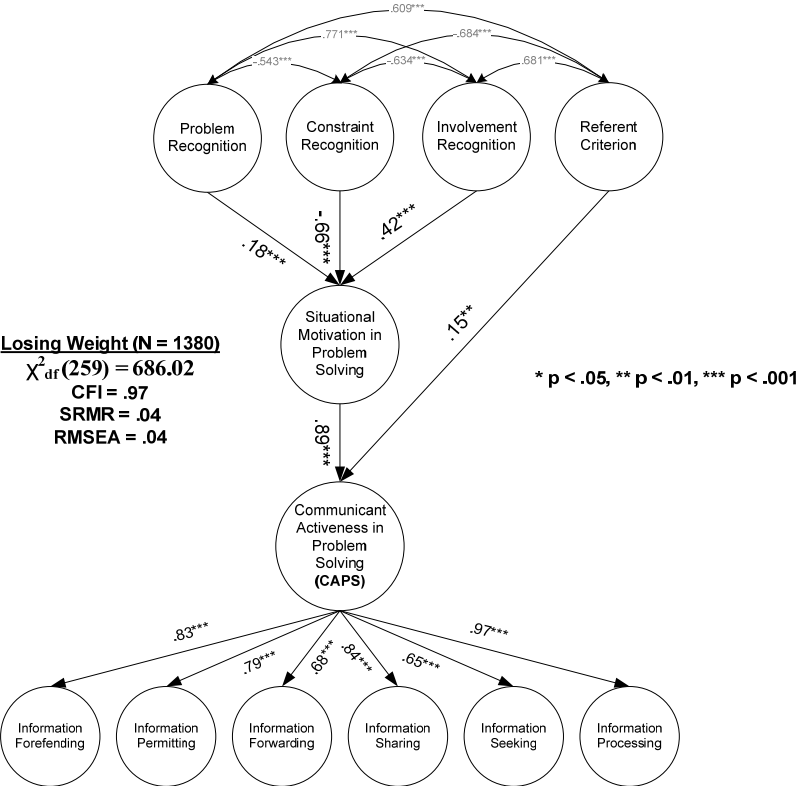 .609***
.771***
-.684***
-.543***
-.634***
.681***
Problem
Recognition
Constraint
Recognition
Involvement
Recognition
Referent
Criterion
.18***
-.66***
.42***
.15**
Situational
Motivation in
Problem
Solving
Losing Weight (N = 1380)
χ²df (259) = 686.02
CFI = .97
SRMR = .04
RMSEA = .04
* p < .05, ** p < .01, *** p < .001
.89***
Communicant
Activeness in
Problem
Solving
(CAPS)
.83***
.79***
.68***
.84***
.65***
.97***
Information
Forefending
Information
Permitting
Information
Forwarding
Information
Sharing
Information
Seeking
Information
Processing